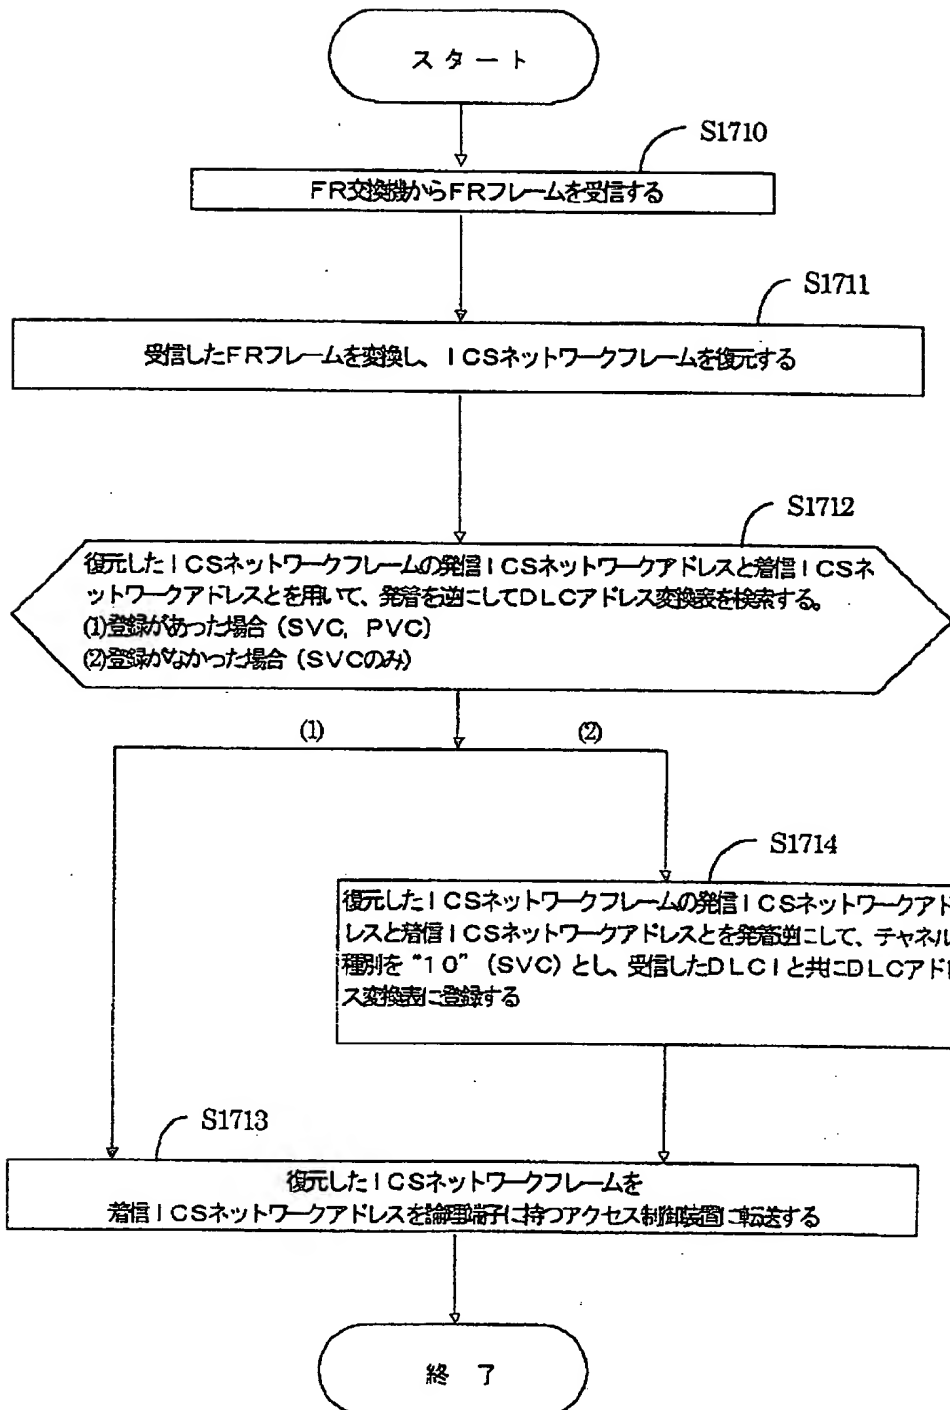 スタート
S1710
FR交換機からFRフレームを受信する
S1711
受信したFRフレームを変換し、ICSネットワークフレームを復元する
S1712
復元したICSネットワークフレームの発信ICSネットワークアドレスと着信ICSネ
ットワークアドレスとを用いて、発着を逆にしてDLCアドレス変換表を検索する。
(1)登録があった場合（SVC, PVC）
(2)登録がなかった場合（SVCのみ）
(1)
(2)
S1714
復元したICSネットワークフレームの発信ICSネットワークアド
レスと着信ICSネットワークアドレスとを発着逆にして、チャネル
種別を“10”（SVC）とし、受信したDLCIと共にDLCアドレ
ス変換表に登録する
S1713
復元したICSネットワークフレームを
着信ICSネットワークアドレスを論理端子に持つアクセス制御装置に転送する
終了